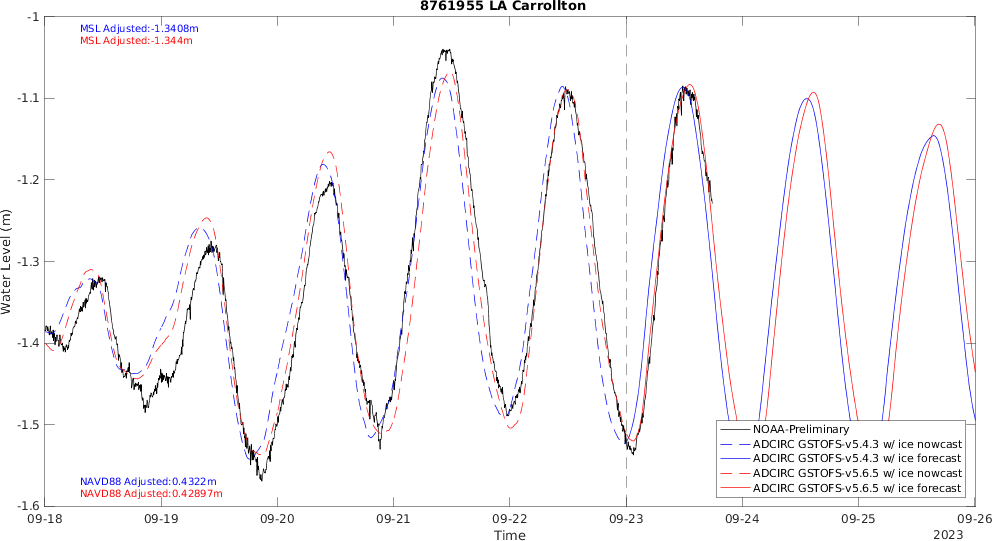 8761955 LA Carrollton
MSL Adjusted:-1.3408m
MSL Adjusted:-1.344m
-1
-1.1
-1.2
-1.3
-1.4
-1.5
-1.6
Water Level (m)
NAVD88 Adjusted:0.4322m
NAVD88 Adjusted:0.42897m
NOAA-Preliminary
ADCIRC GSTOFS-v5.4.3 w/ ice nowcast
ADCIRC GSTOFS-v5.4.3 w/ ice forecast
ADCIRC GSTOFS-v5.6.5 w/ ice nowcast
ADCIRC GSTOFS-v5.6.5 w/ ice forecast
09-18 09-19 09-20 09-21 09-22 09-23 09-24 09-25 09-26
Time
2023